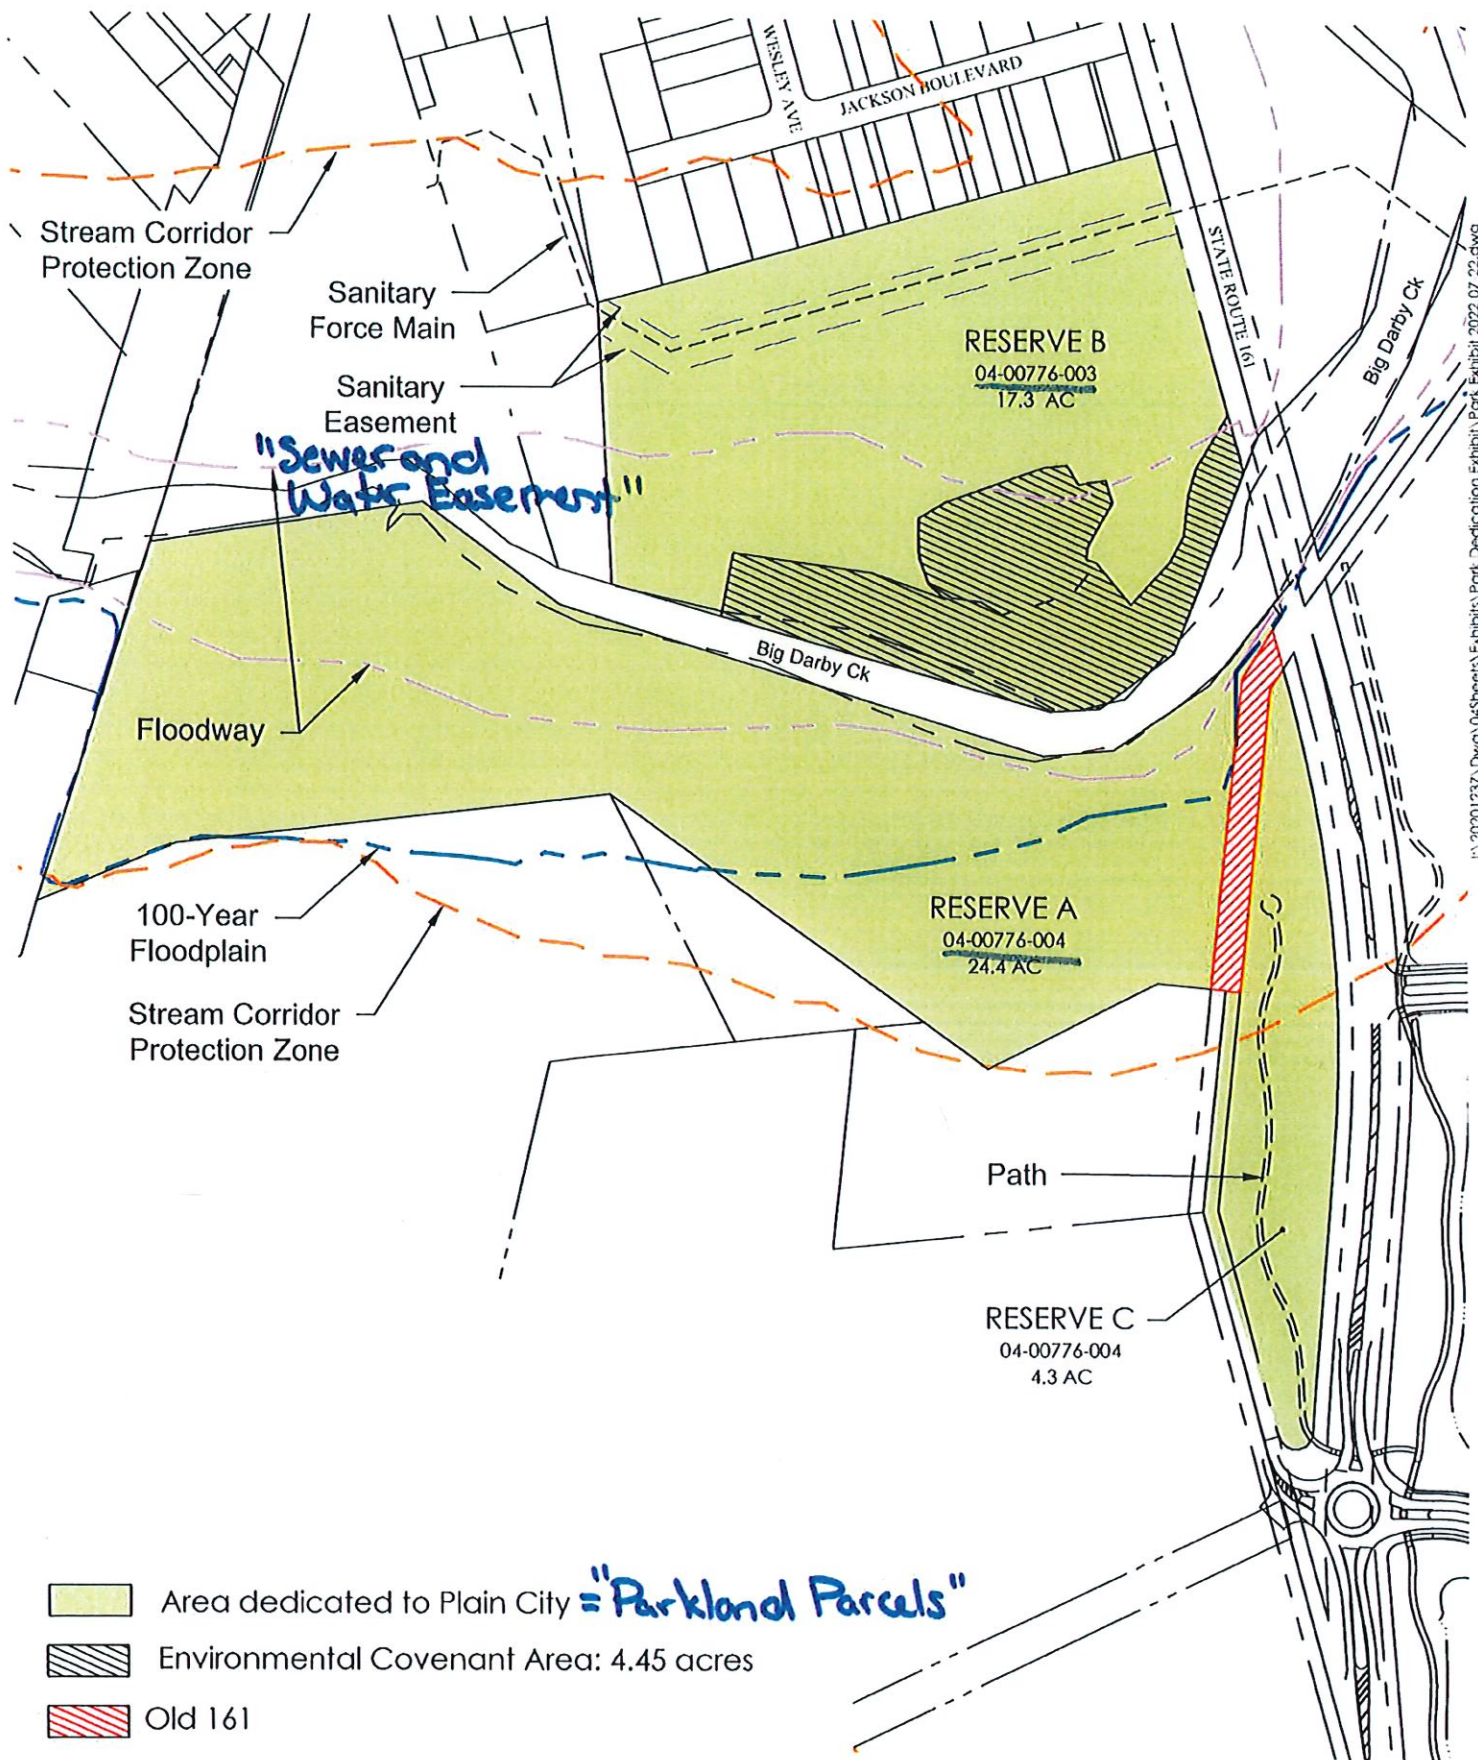 WESLEY AVE
JACKSON BOULEVARD
Stream Corridor
Protection Zone
Sanitary
Force Main
STATE ROUTE 161
Big Darby Ck
RESERVE B
04-00776-003
17.3 AC
Sanitary
Easement
"Sewer and
Water Easement"
Big Darby Ck
Floodway
100-Year
Floodplain
RESERVE A
04-00776-004
24.4 AC
Stream Corridor
Protection Zone
Path
RESERVE C
04-00776-004
4.3 AC
Area dedicated to Plain City = "Parkland Parcels"
Environmental Covenant Area: 4.45 acres
Old 161